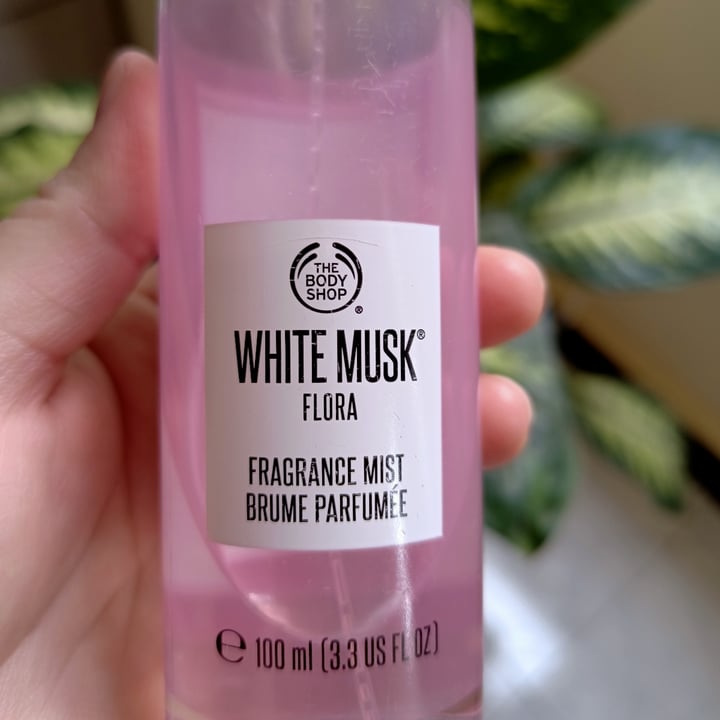 THE
BODY
SHOP®
WHITE MUSK®
FLORA
FRAGRANCE MIST
BRUME PARFUMÉE
℮ 100 ml (3.3 US FL OZ)